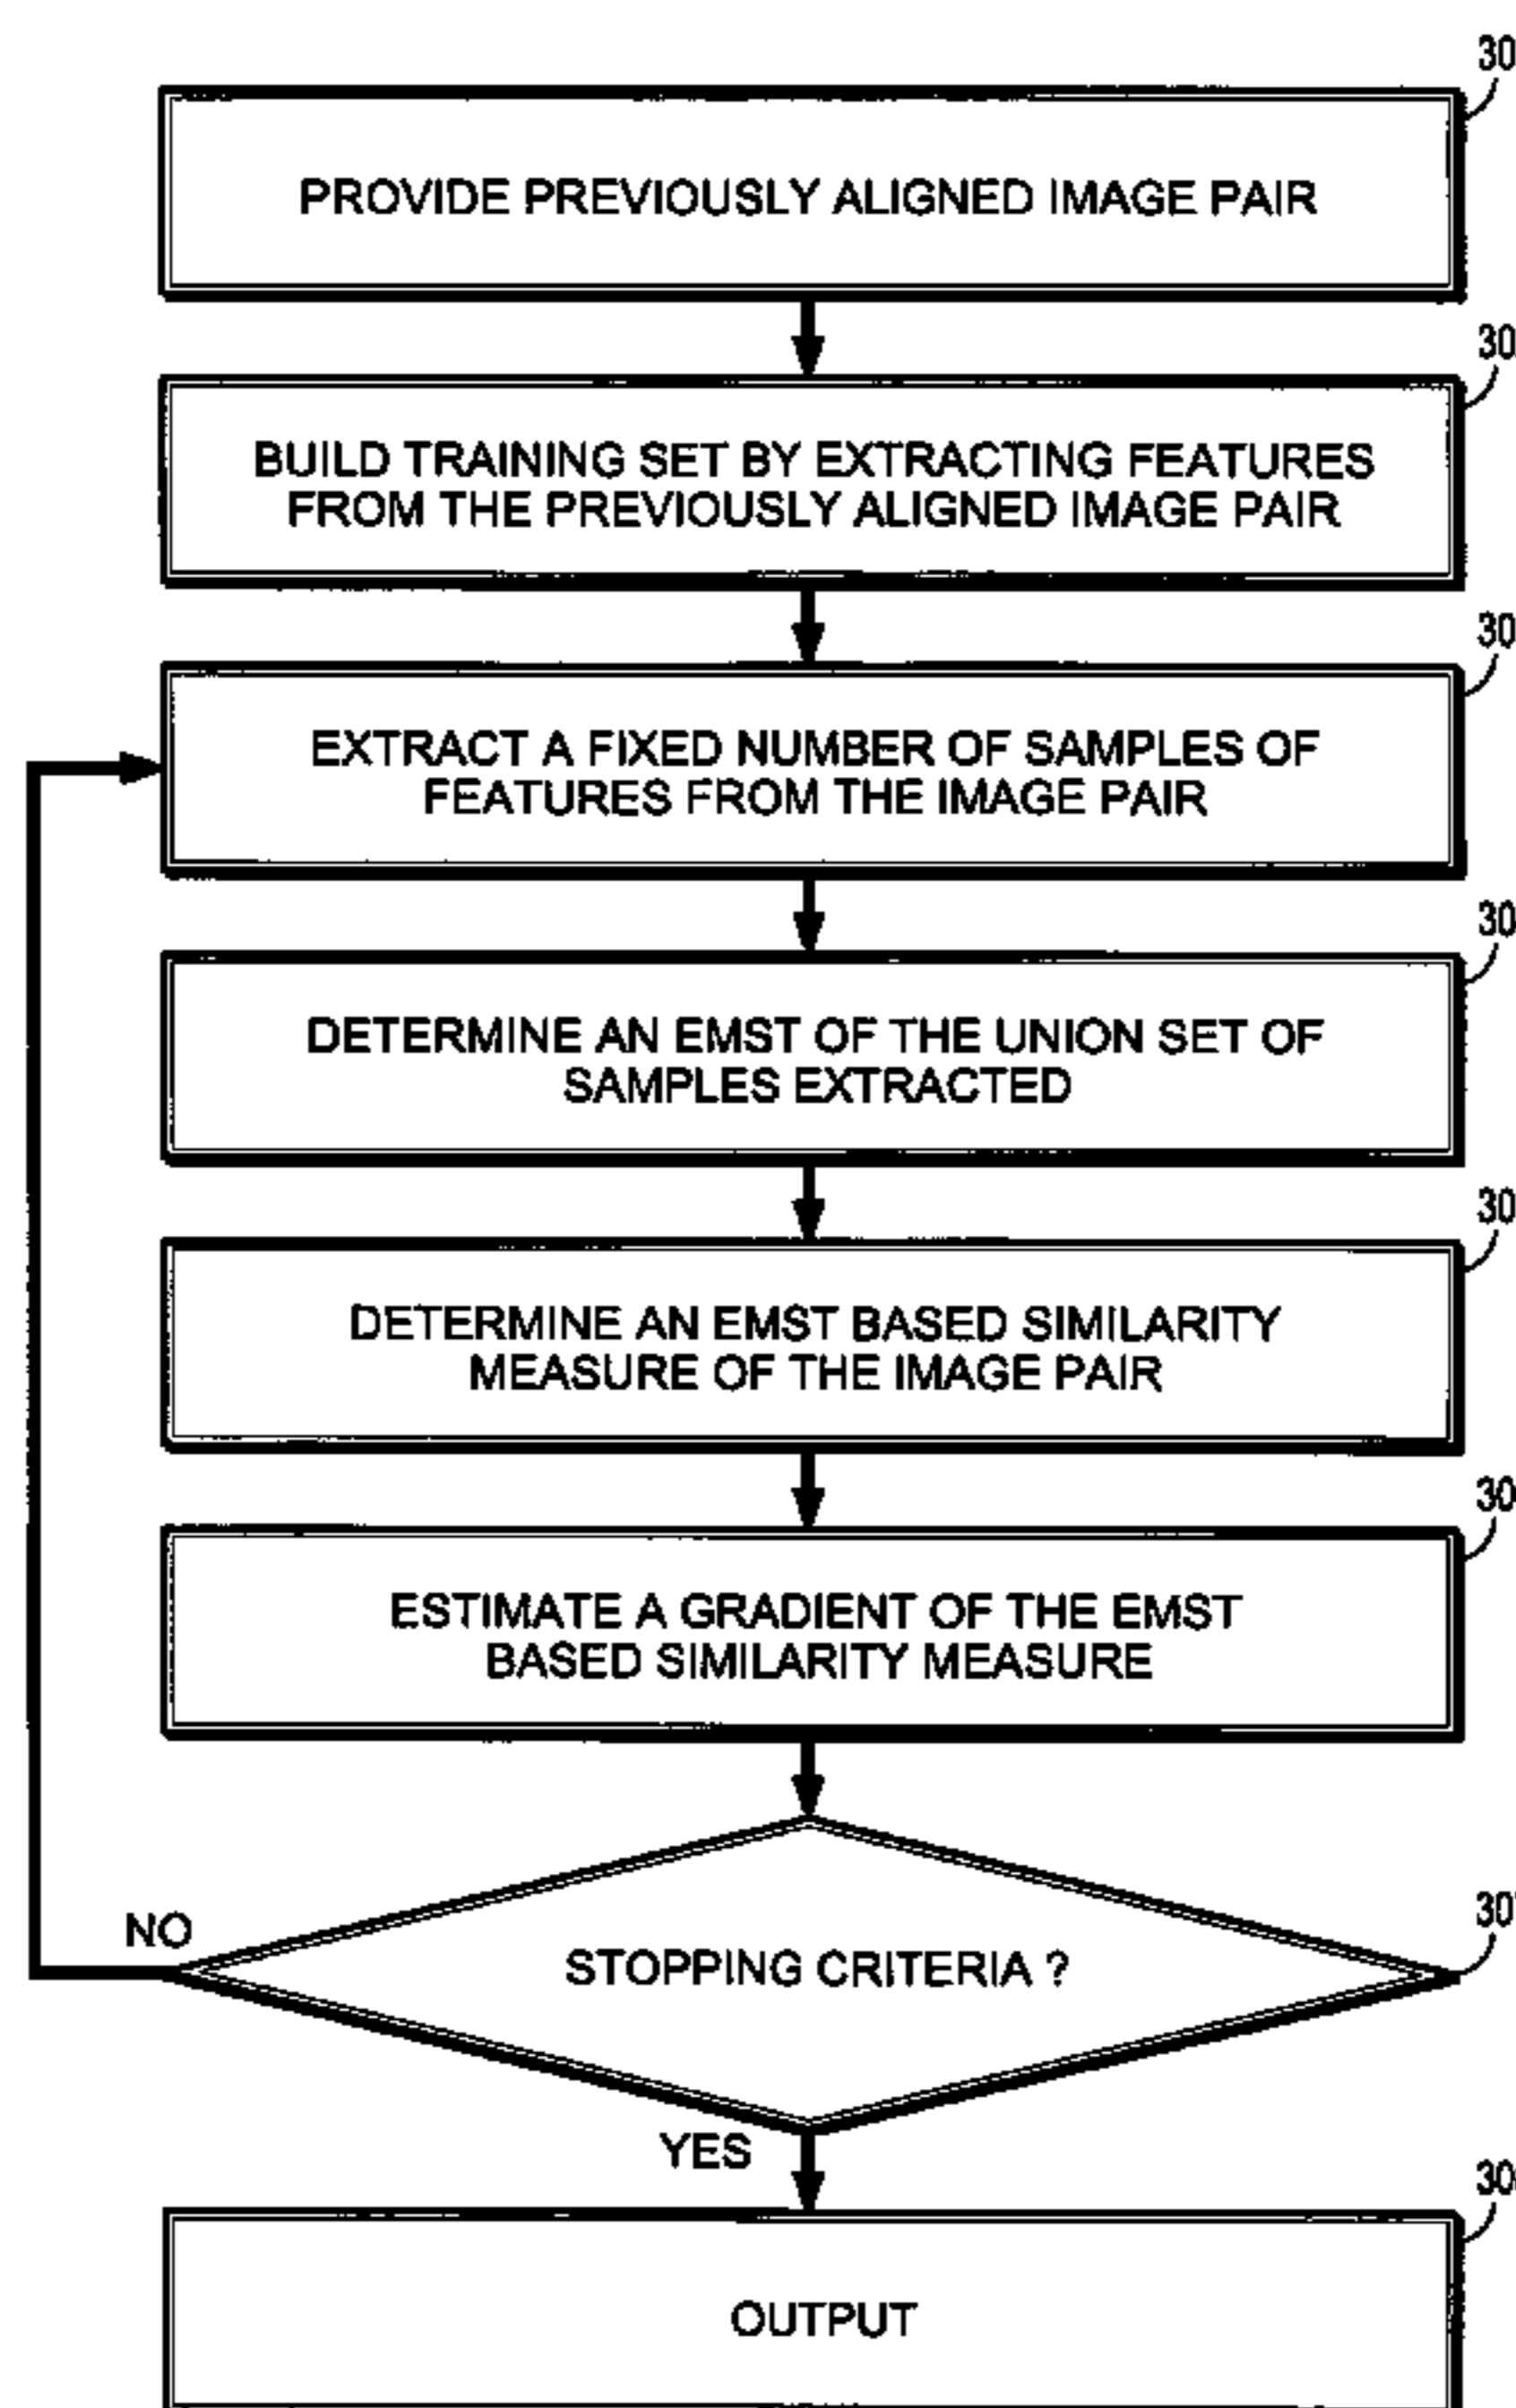 PROVIDE PREVIOUSLY ALIGNED IMAGE PAIR
BUILD TRAINING SET BY EXTRACTING FEATURES
FROM THE PREVIOUSLY ALIGNED IMAGE PAIR
EXTRACT A FIXED NUMBER OF SAMPLES OF
FEATURES FROM THE IMAGE PAIR
DETERMINE AN EMST OF THE UNION SET OF
SAMPLES EXTRACTED
DETERMINE AN EMST BASED SIMILARITY
MEASURE OF THE IMAGE PAIR
ESTIMATE A GRADIENT OF THE EMST
BASED SIMILARITY MEASURE
NO
STOPPING CRITERIA ?
YES
OUTPUT